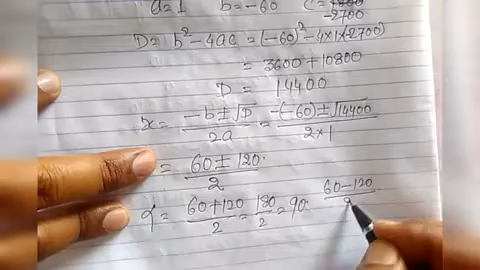 a=1 b=-60 c=
-2700
D= b²-4ac = (-60)²-4×1×(-2700)
= 3600+10800
D = 14400
x = (-b±√D)/2a = (-(-60)±√14400)/(2×1)
= (60±120)/2
α = (60+120)/2 = 180/2 = 90. (60-120)/2